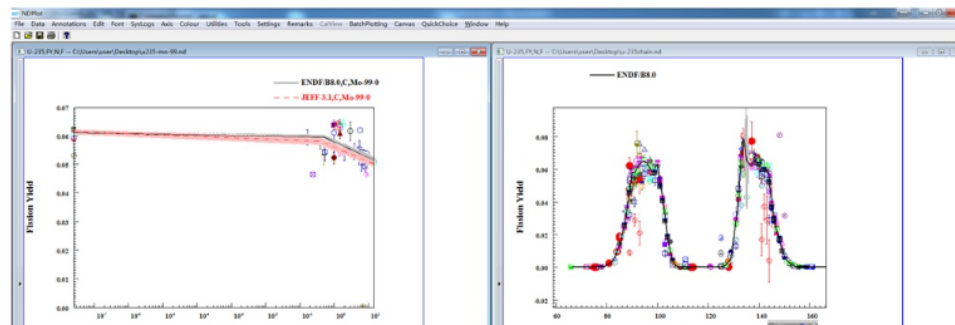 NDPlot
File Data Annotations Edit Font SynLogs Axis Colour Utilities Tools Settings Remarks CalView BatchPlotting Canvas QuickChoice Window Help
U-235,FY,N,F -- C:\Users\user\Desktop\u235-mo-99.nd
ENDF/B8.0,C,Mo-99-0
JEFF-3.1,C,Mo-99-0
Fission Yield
0.07
0.06
0.05
0.04
0.03
0.02
0.01
0.00
U-235,FY,N,F -- C:\Users\user\Desktop\u-235chain.nd
ENDF/B8.0
Fission Yield
0.08
0.06
0.04
0.02
0.00
-0.02
60 80 100 120 140 160